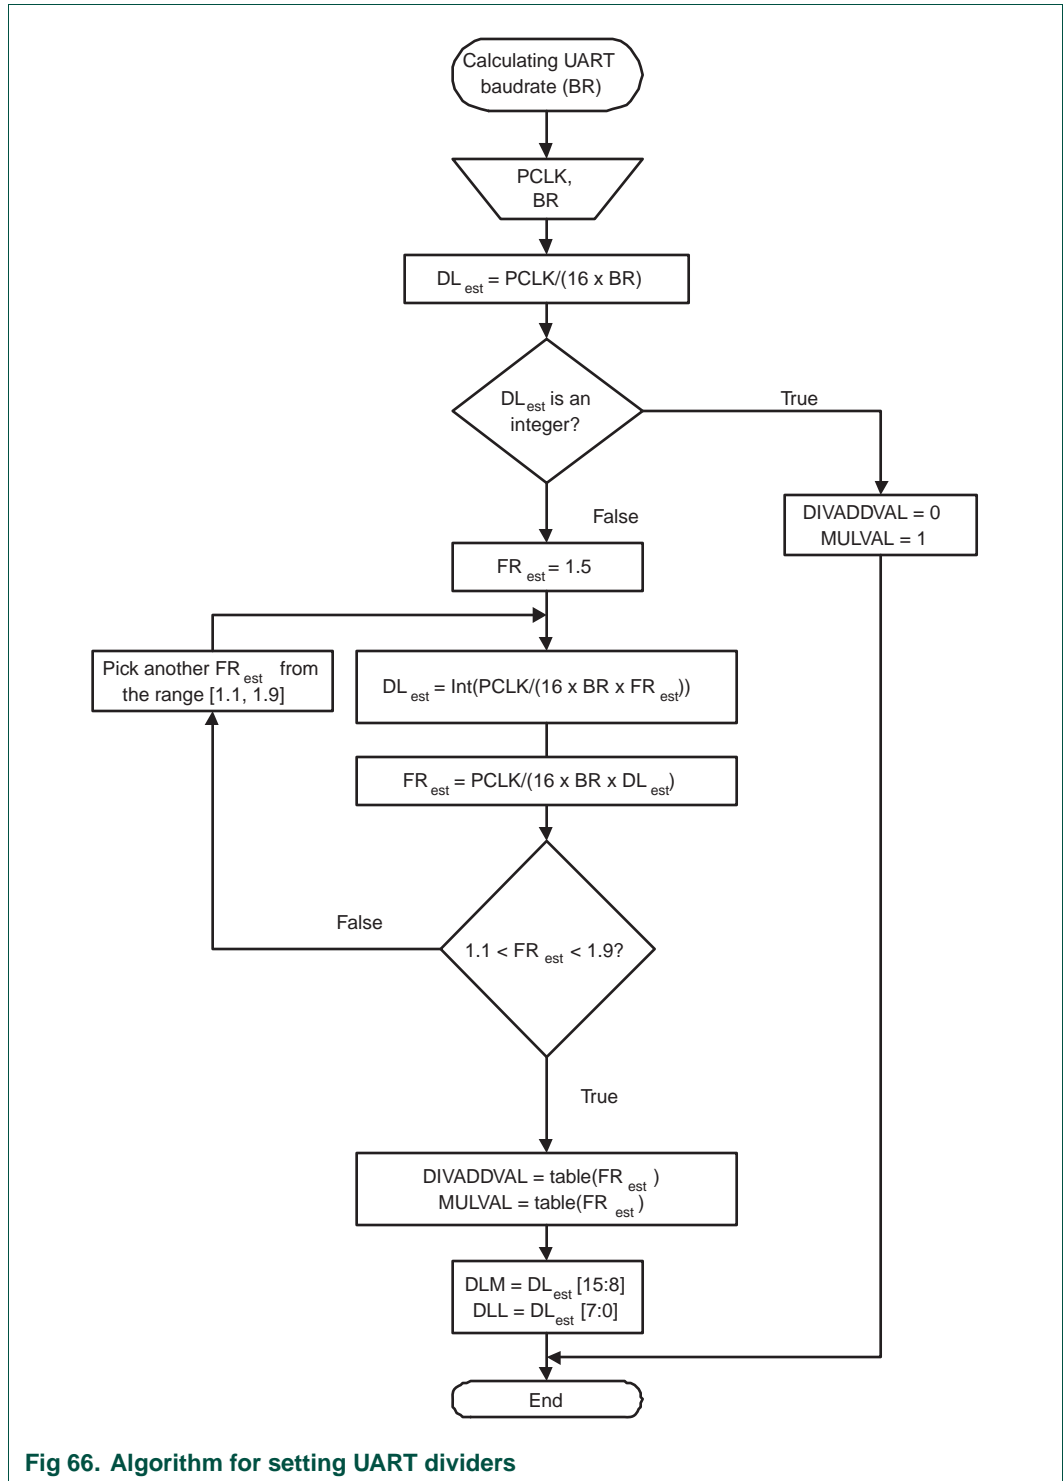 Calculating UART
baudrate (BR)
PCLK,
BR
DL est = PCLK/(16 x BR)
DL est is an
integer?
True
False
DIVADDVAL = 0
MULVAL = 1
FR est = 1.5
Pick another FR est from
the range [1.1, 1.9]
DL est = Int(PCLK/(16 x BR x FR est))
FR est = PCLK/(16 x BR x DL est)
False
1.1 < FR est < 1.9?
True
DIVADDVAL = table(FR est )
MULVAL = table(FR est )
DLM = DL est [15:8]
DLL = DL est [7:0]
End
Fig 66. Algorithm for setting UART dividers